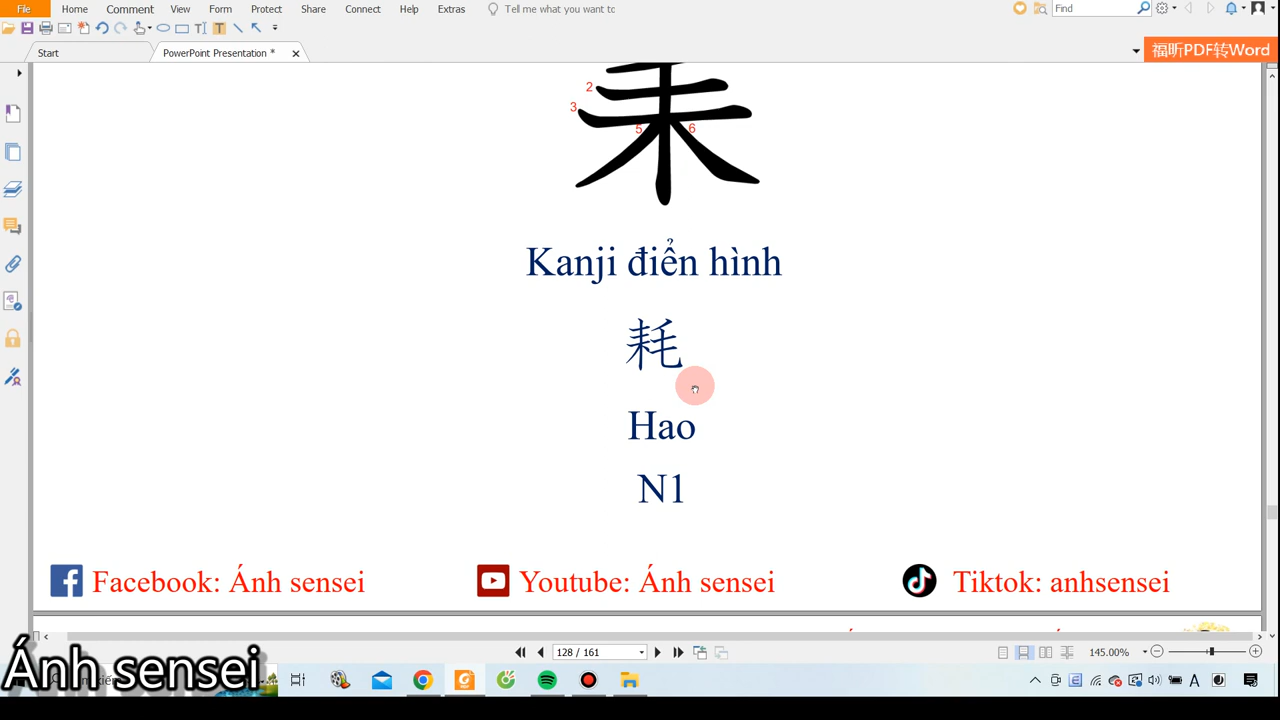 File Home Comment View Form Protect Share Connect Help Extras Tell me what you want to Find
Start PowerPoint Presentation * 福昕PDF转Word
2
3
5 6
耒
Kanji điển hình
耗
Hao
N1
Facebook: Ánh sensei Youtube: Ánh sensei Tiktok: anhsensei
128 / 161 145.00%
Ánh sensei